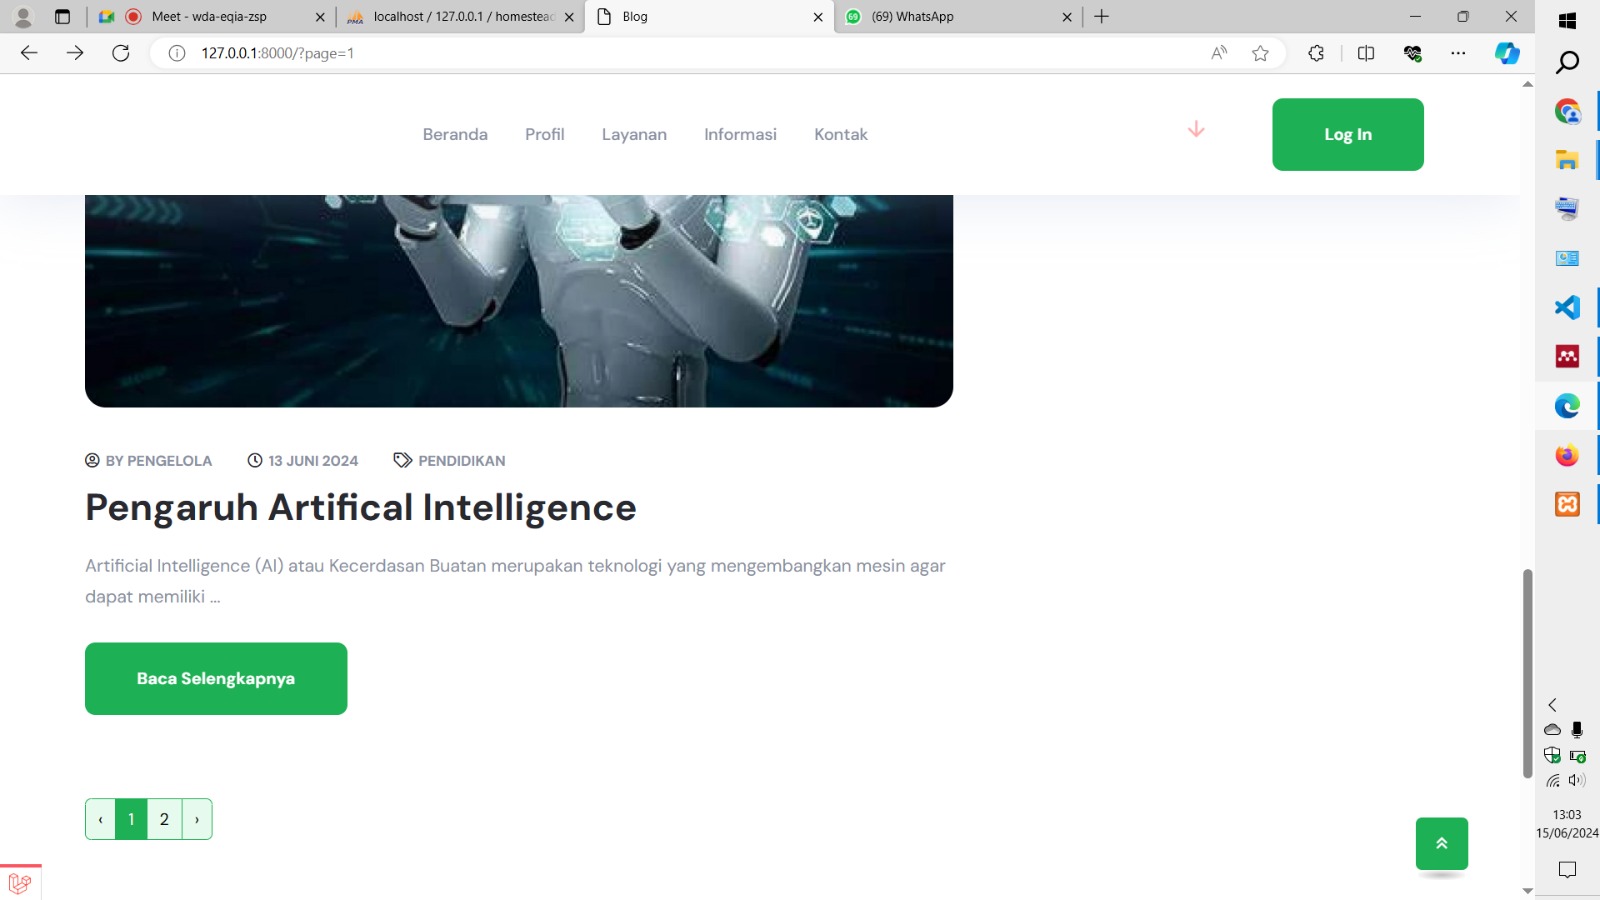 Meet - wda-eqia-zsp
localhost / 127.0.0.1 / homestead
Blog
(69) WhatsApp
127.0.0.1:8000/?page=1
Beranda
Profil
Layanan
Informasi
Kontak
Log In
BY PENGELOLA
13 JUNI 2024
PENDIDIKAN
Pengaruh Artifical Intelligence
Artificial Intelligence (AI) atau Kecerdasan Buatan merupakan teknologi yang mengembangkan mesin agar
dapat memiliki ...
Baca Selengkapnya
‹ 1 2 ›
13:03
15/06/2024